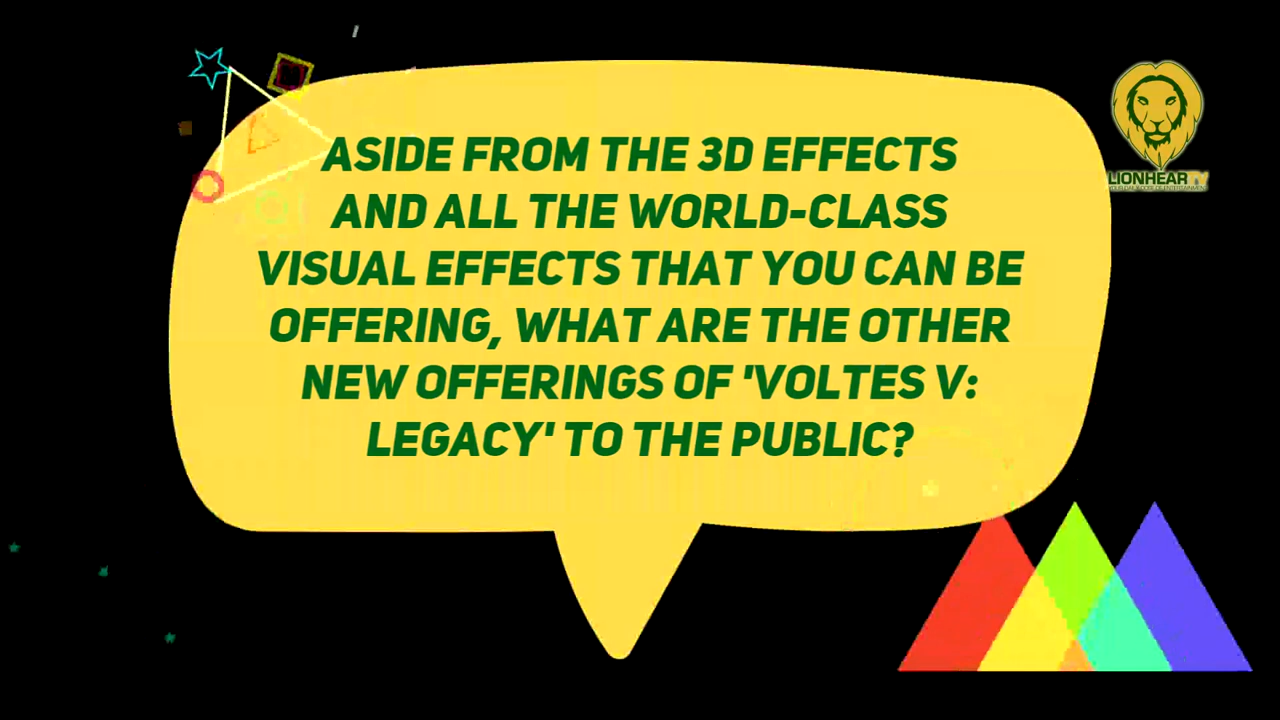 ASIDE FROM THE 3D EFFECTS
AND ALL THE WORLD-CLASS
VISUAL EFFECTS THAT YOU CAN BE
OFFERING, WHAT ARE THE OTHER
NEW OFFERINGS OF 'VOLTES V:
LEGACY' TO THE PUBLIC?
LIONHEARTV